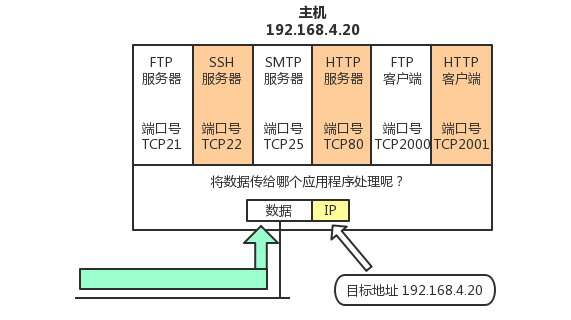 主机
192.168.4.20
FTP
服务器
端口号
TCP21
SSH
服务器
端口号
TCP22
SMTP
服务器
端口号
TCP25
HTTP
服务器
端口号
TCP80
FTP
客户端
端口号
TCP2000
HTTP
客户端
端口号
TCP2001
将数据传给哪个应用程序处理呢？
数据
IP
目标地址 192.168.4.20